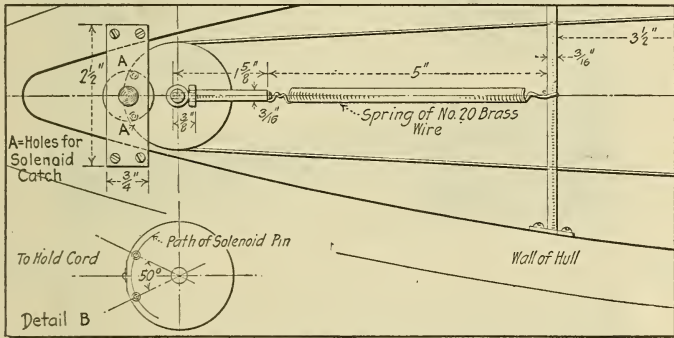 3½"
3/16"
A
2½"
1⅝"
5"
3/8"
3/16"
Spring of No.20 Brass
Wire
A
A=Holes for
Solenoid
Catch
¾"
Path of Solenoid Pin
To Hold Cord
50°
Wall of Hull
Detail B